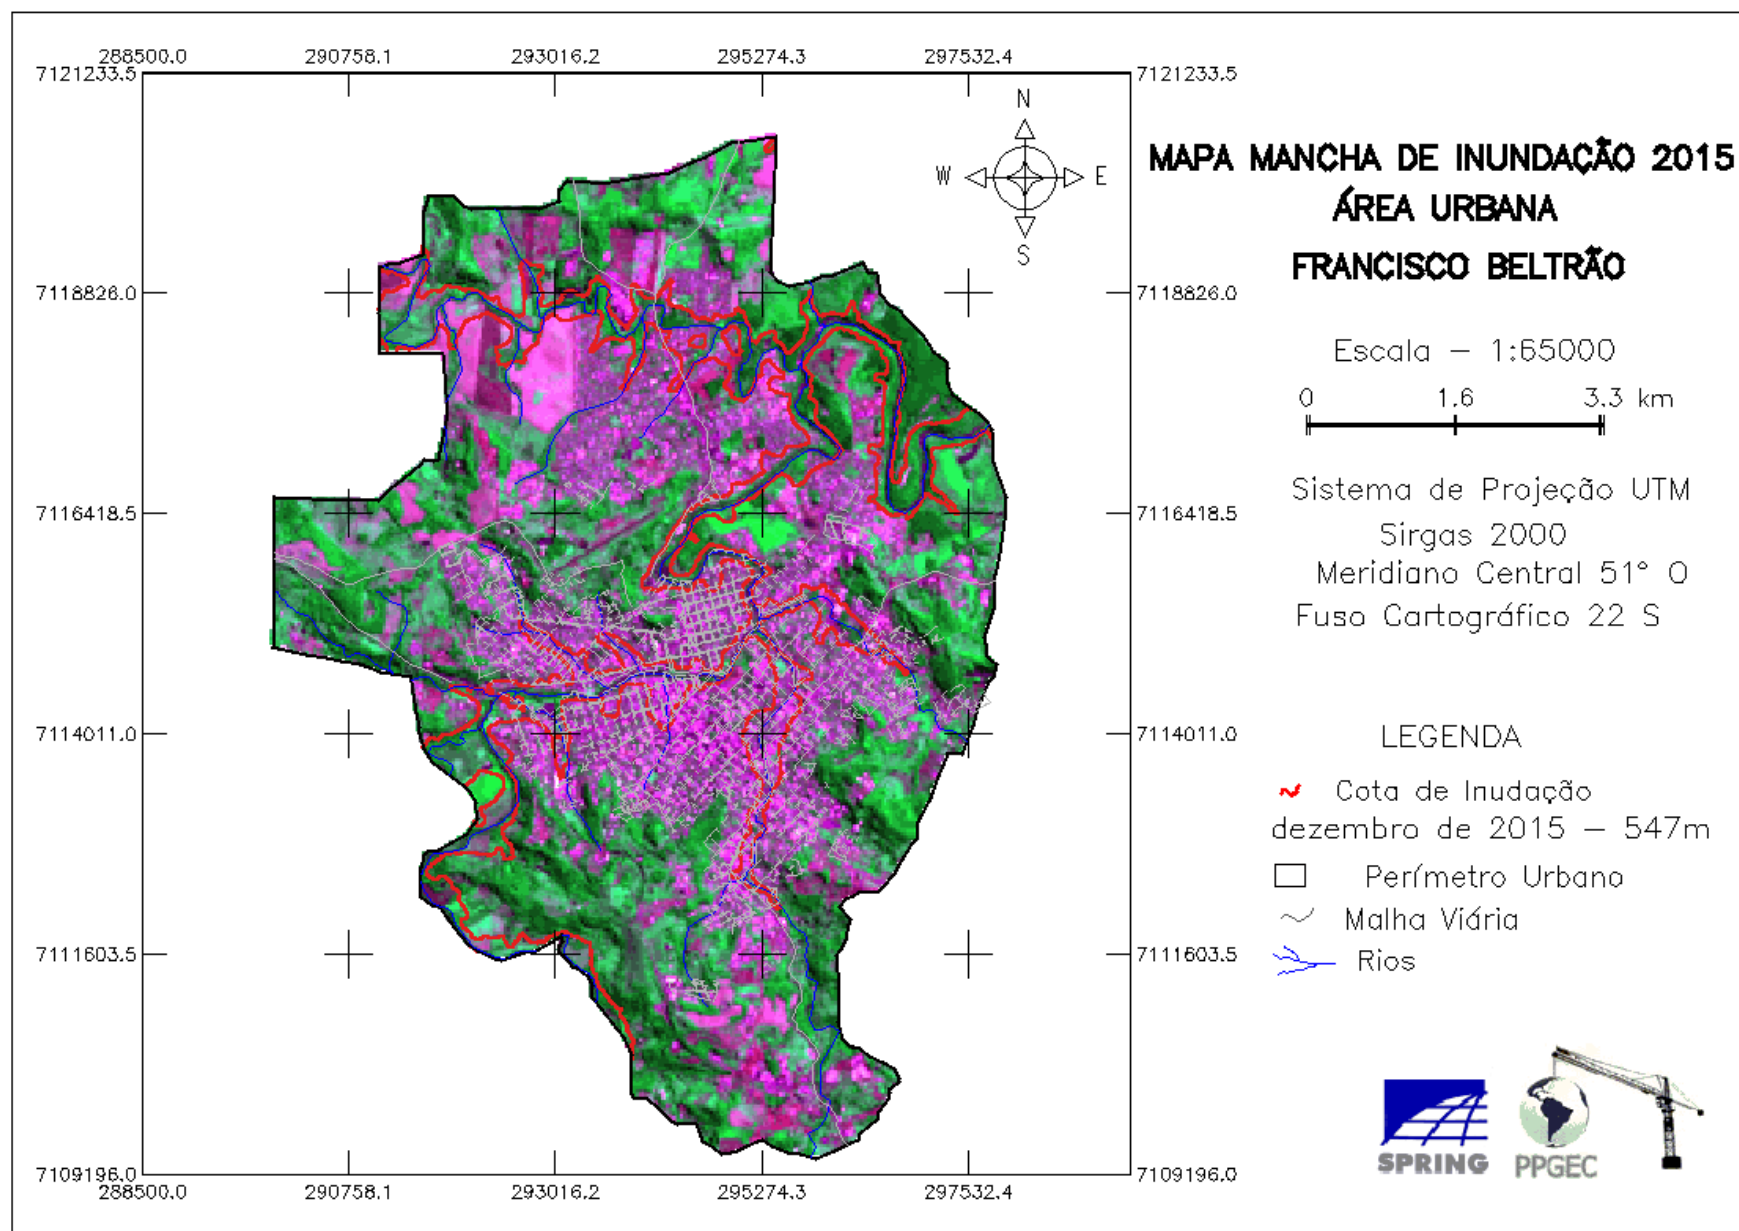 288500.0 290758.1 293016.2 295274.3 297532.4
7121233.5 7121233.5
N
W E
S
MAPA MANCHA DE INUNDAÇÃO 2015
ÁREA URBANA
FRANCISCO BELTRÃO
7118826.0 7118826.0
Escala – 1:65000
0 1.6 3.3 km
7116418.5 7116418.5
Sistema de Projeção UTM
Sirgas 2000
Meridiano Central 51° O
Fuso Cartográfico 22 S
7114011.0 7114011.0
LEGENDA
Cota de Inudação
dezembro de 2015 – 547m
Perímetro Urbano
Malha Viária
7111603.5 7111603.5
Rios
SPRING PPGEC
7109196.0 7109196.0
288500.0 290758.1 293016.2 295274.3 297532.4